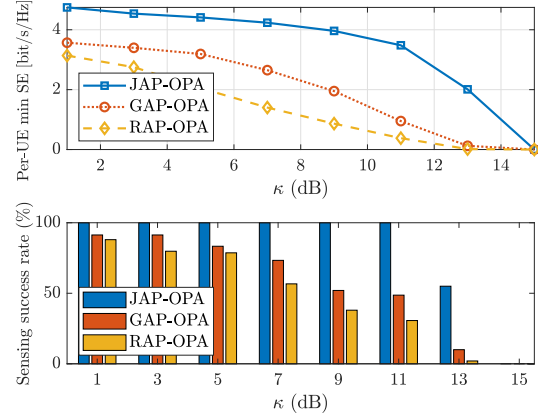 Per-UE min SE [bit/s/Hz]
4
2
0
JAP-OPA
GAP-OPA
RAP-OPA
2 4 6 8 10 12 14
κ (dB)
Sensing success rate (%)
100
50
0
JAP-OPA
GAP-OPA
RAP-OPA
1 3 5 7 9 11 13 15
κ (dB)